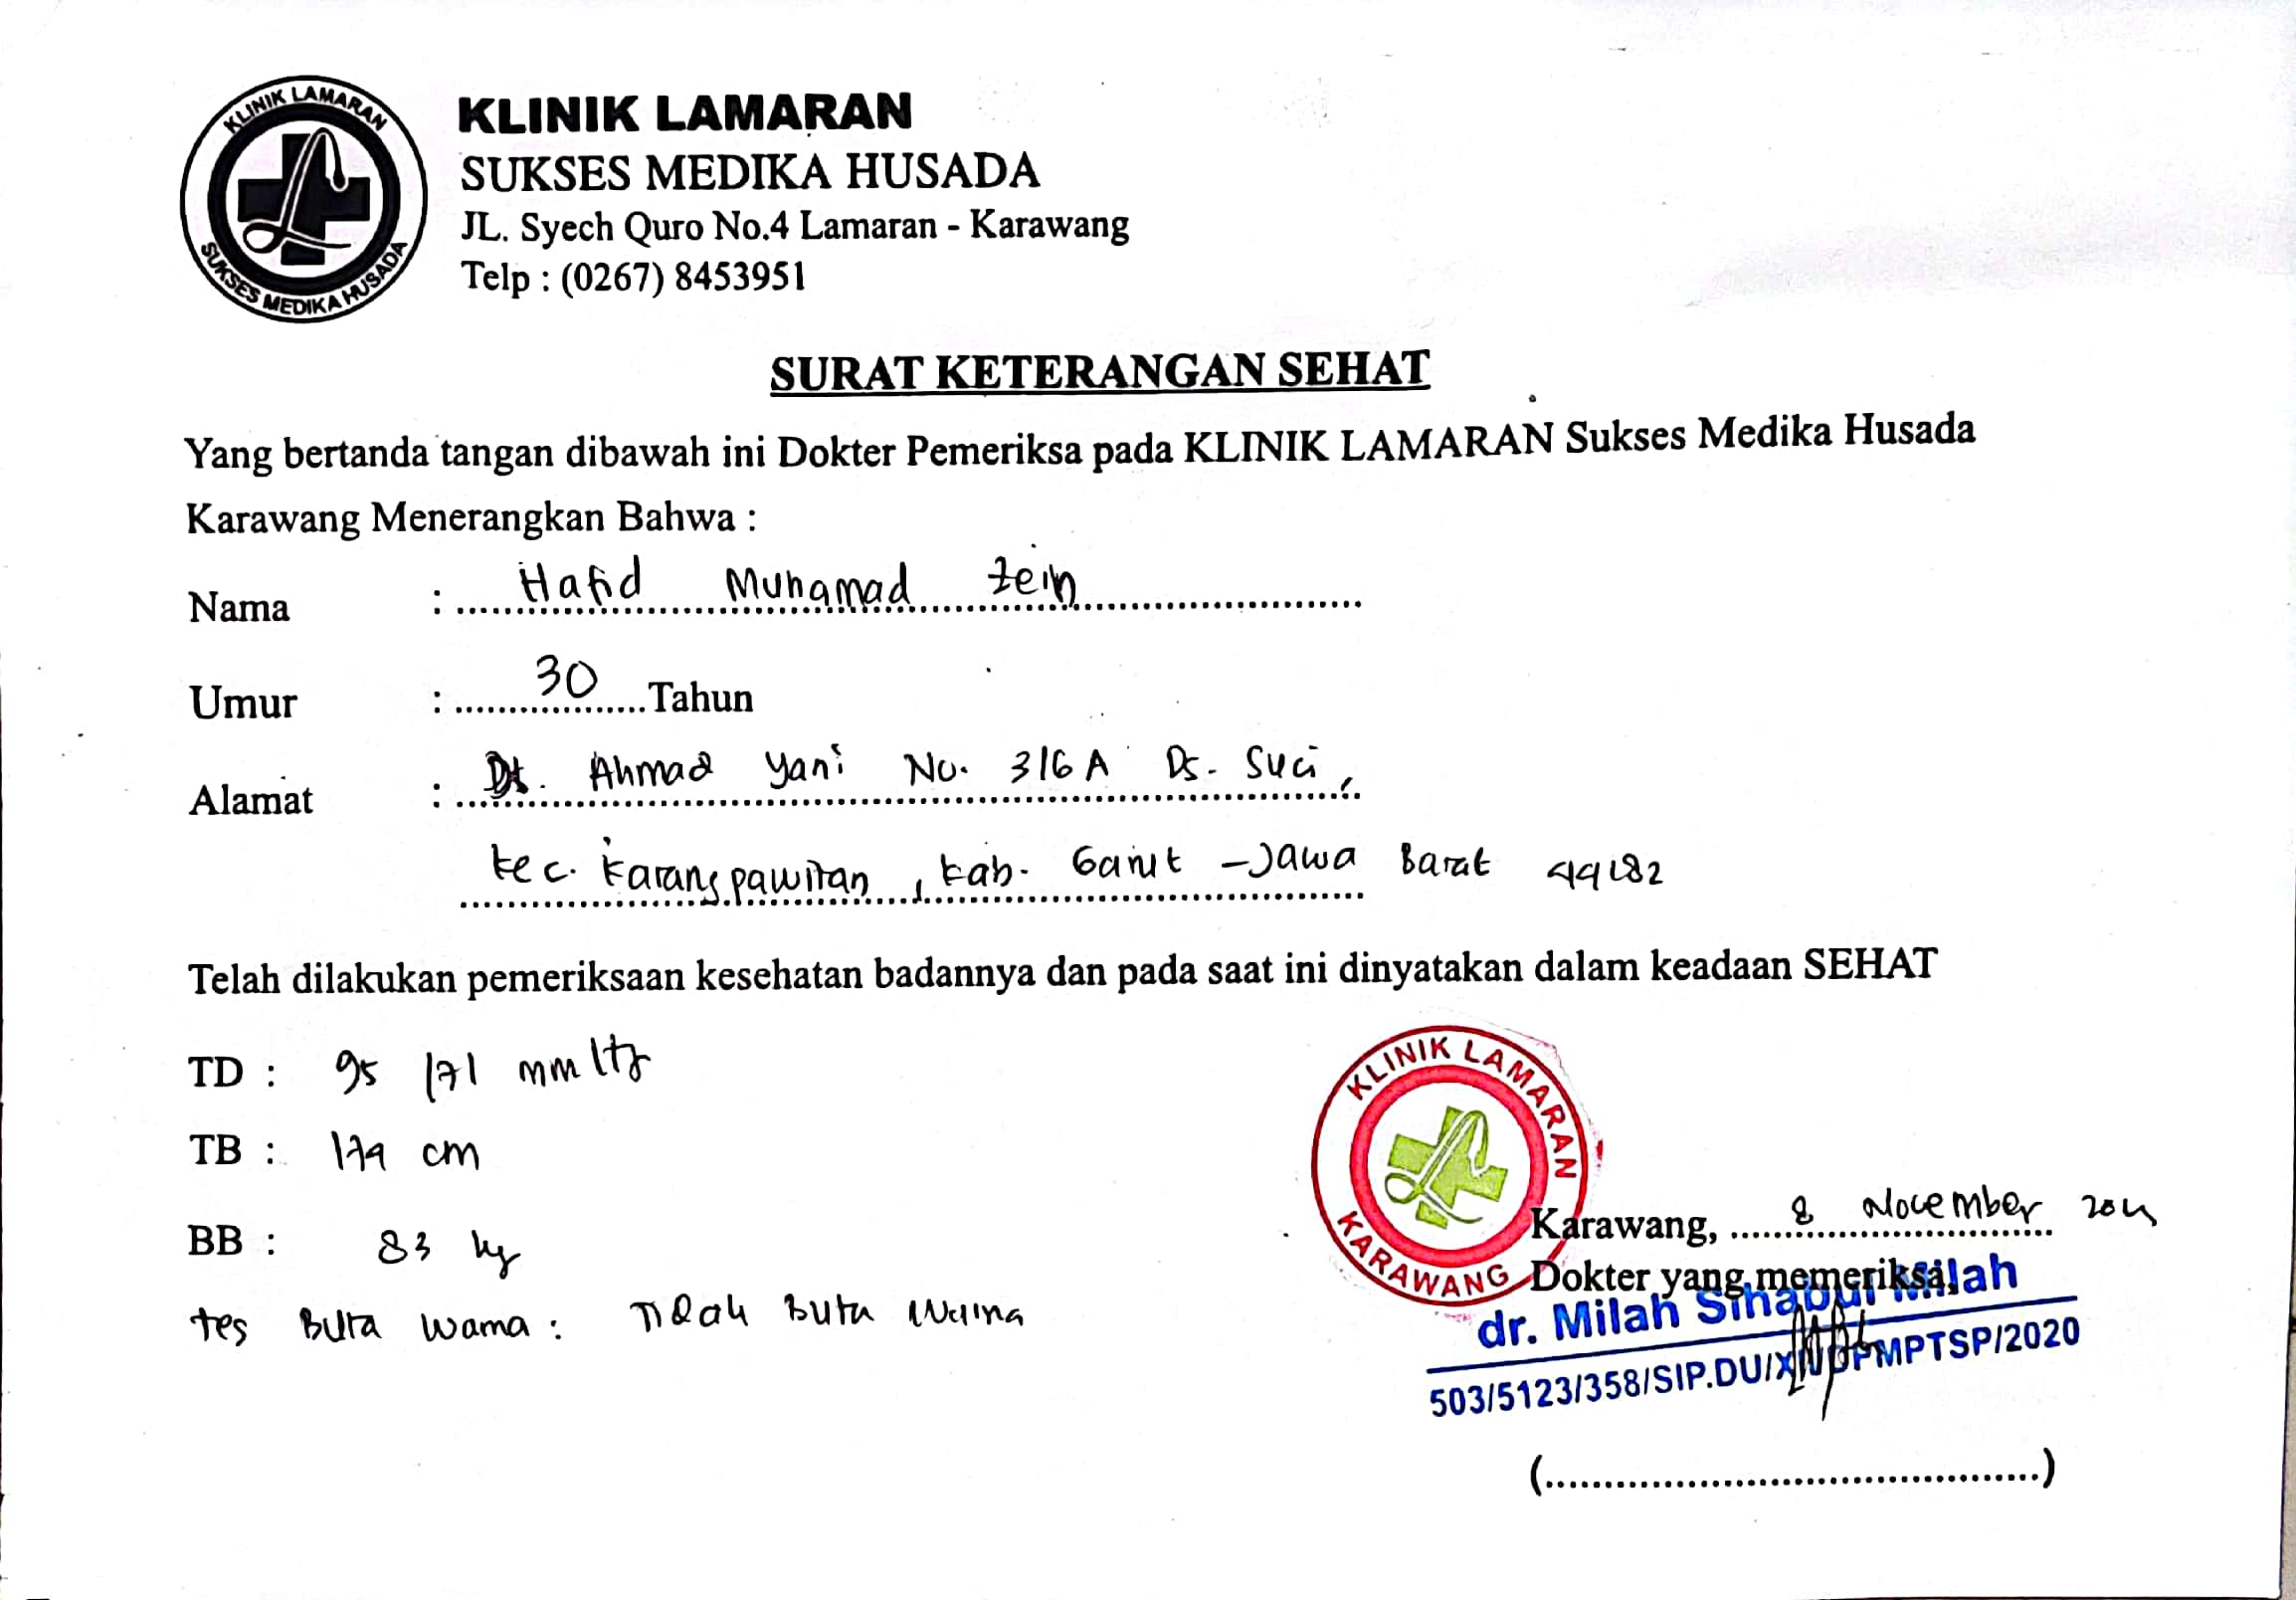 KLINIK LAMARAN
SUKSES MEDIKA HUSADA
KLINIK LAMARAN
SUKSES MEDIKA HUSADA
JL. Syech Quro No.4 Lamaran - Karawang
Telp : (0267) 8453951
SURAT KETERANGAN SEHAT
Yang bertanda tangan dibawah ini Dokter Pemeriksa pada KLINIK LAMARAN Sukses Medika Husada
Karawang Menerangkan Bahwa :
Nama : Hafid Muhamad Zein
Umur : 30 Tahun
Alamat : Ahmad Yani No. 316A Ds. Suci,
Kec. Karangpawitan, Kab. Garut - Jawa Barat 44182
Telah dilakukan pemeriksaan kesehatan badannya dan pada saat ini dinyatakan dalam keadaan SEHAT
TD : 95 /71 mmHg
TB : 179 cm
BB : 83 kg
tes Buta Warna : Tidak Buta Warna
KLINIK LAMARAN
KARAWANG
Karawang, 8 November
Dokter yang memeriksa,
dr. Milah Sihabul Milah
503/5123/358/SIP.DU/ DPMPTSP/2020
(........................................)